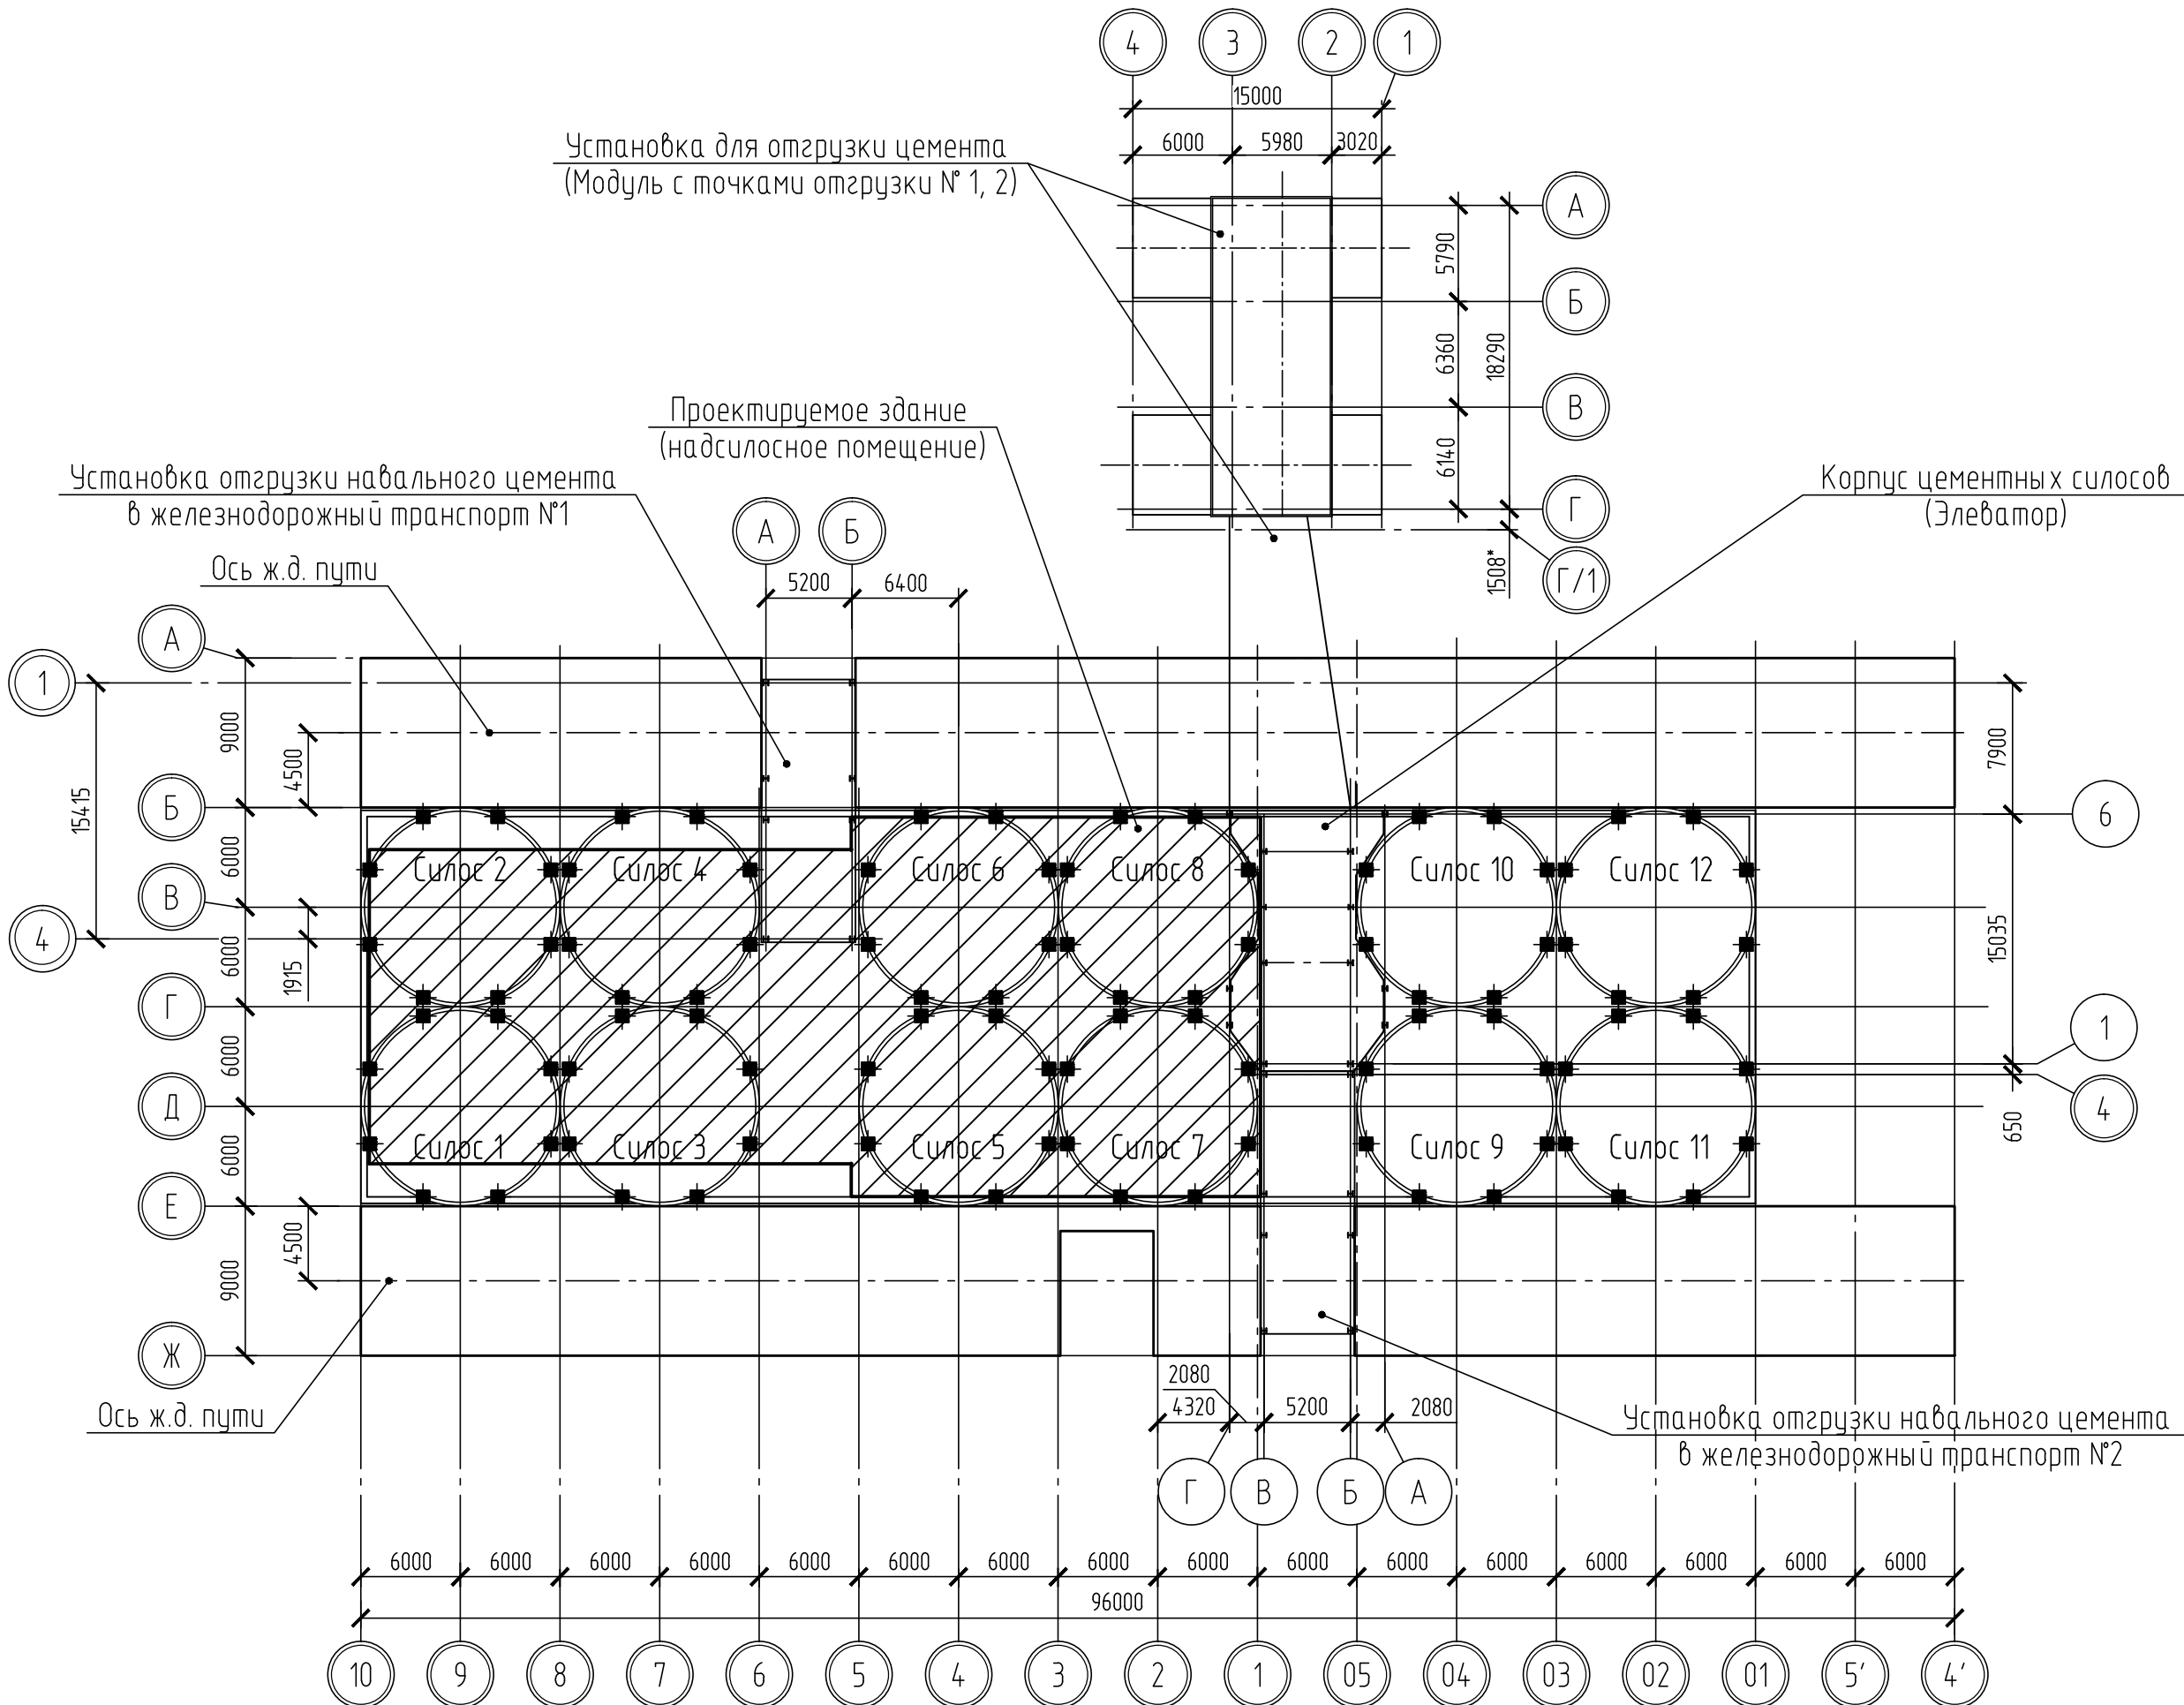 4 3 2 1
15000
6000 5980 3020
Установка для отгрузки цемента
(Модуль с точками отгрузки № 1, 2)
А
5790
Б
6360
18290
В
6140
Г
1508*
Г/1
Проектируемое здание
(надсилосное помещение)
Установка отгрузки навального цемента
в железнодорожный транспорт №1
Корпус цементных силосов
(Элеватор)
А Б
5200 6400
Ось ж.д. пути
А
1
9000
4500
15415
7900
Б
6
6000
Силос 2 Силос 4 Силос 6 Силос 8 Силос 10 Силос 12
В
4
6000
1915
15035
Г
1
6000
Д
4
650
6000
Силос 1 Силос 3 Силос 5 Силос 7 Силос 9 Силос 11
Е
4500
9000
Ж
Ось ж.д. пути
2080
4320 5200 2080
Установка отгрузки навального цемента
в железнодорожный транспорт №2
Г В Б А
6000 6000 6000 6000 6000 6000 6000 6000 6000 6000 6000 6000 6000 6000 6000 6000
96000
10 9 8 7 6 5 4 3 2 1 05 04 03 02 01 5' 4'